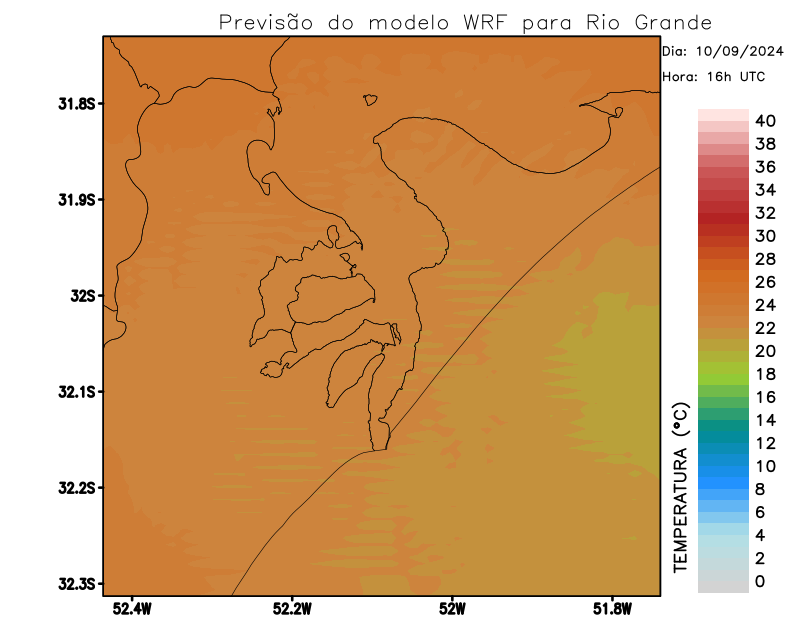 Previsão do modelo WRF para Rio Grande
Dia: 10/09/2024
Hora: 16h UTC
31.8S
31.9S
32S
32.1S
32.2S
32.3S
52.4W
52.2W
52W
51.8W
TEMPERATURA (°C)
40
38
36
34
32
30
28
26
24
22
20
18
16
14
12
10
8
6
4
2
0